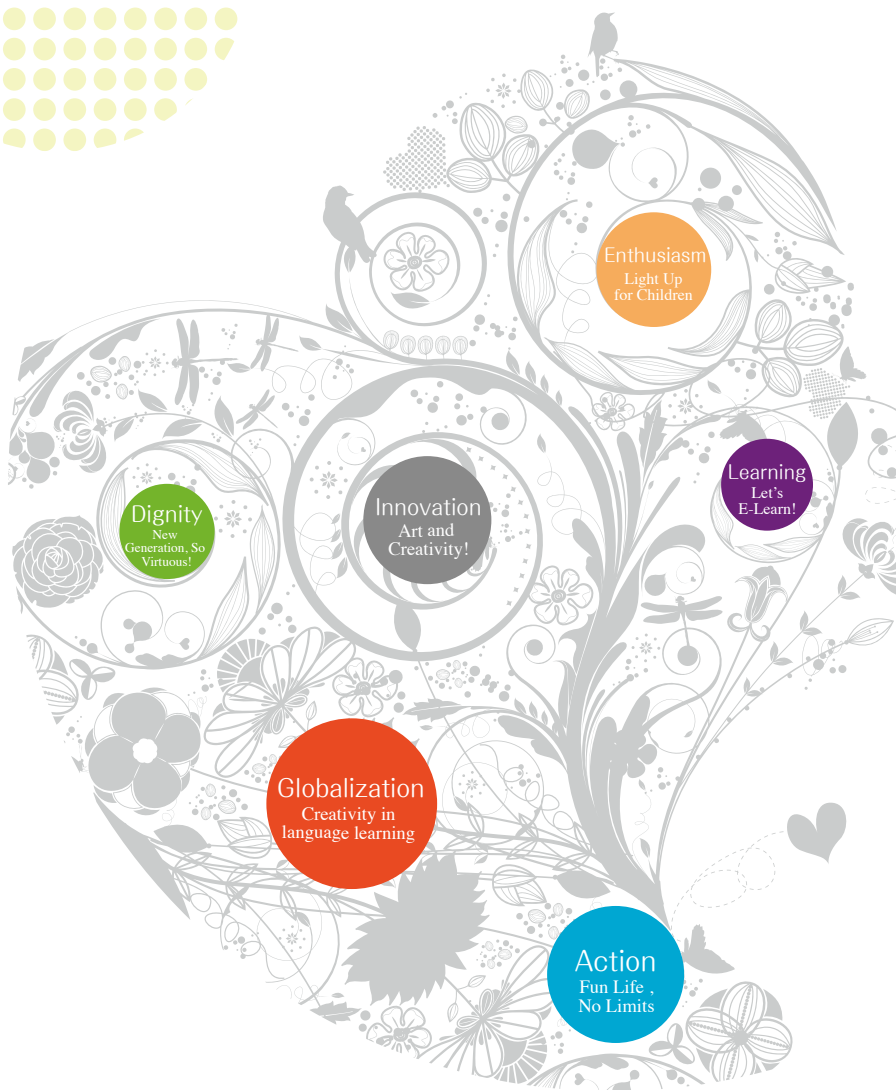 Enthusiasm
Light Up
for Children
Learning
Let's
E-Learn!
Innovation
Art and
Creativity!
Dignity
New
Generation, So
Virtuous!
Globalization
Creativity in
language learning
Action
Fun Life ,
No Limits